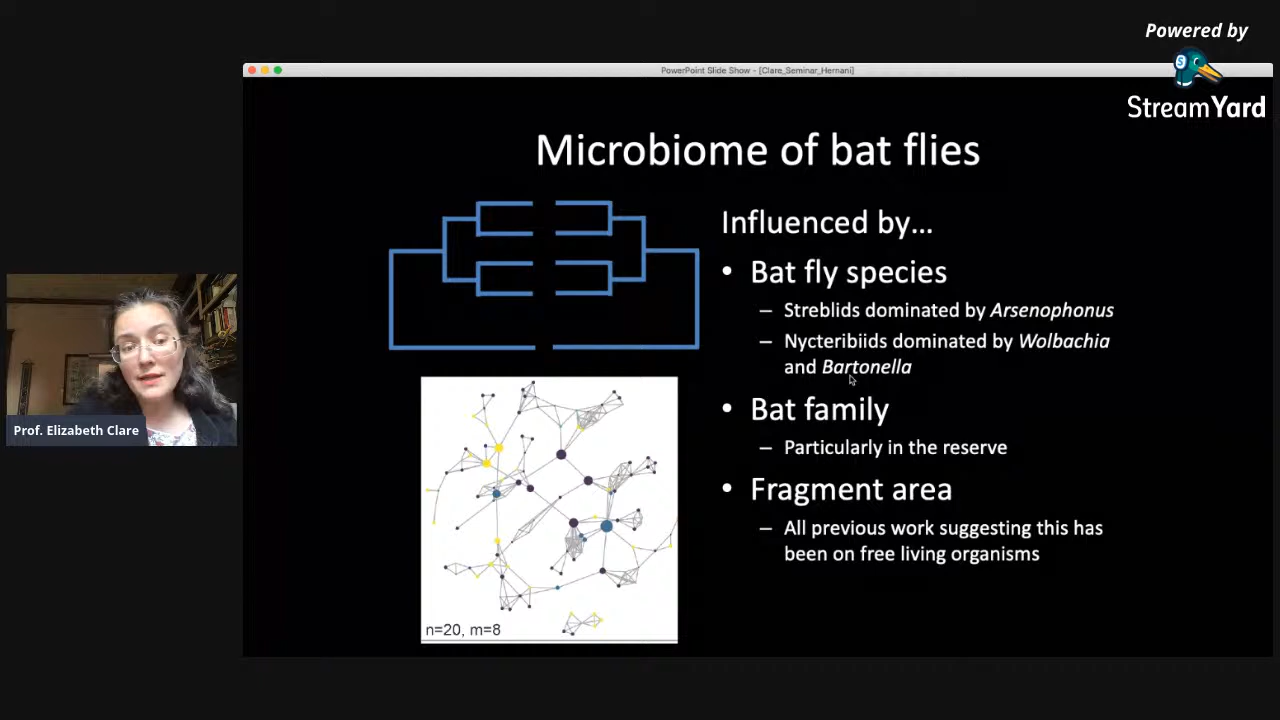 Powered by
StreamYard
PowerPoint Slide Show - [Clare_Seminar_Hernani]
Microbiome of bat flies
Influenced by…
• Bat fly species
– Streblids dominated by Arsenophonus
– Nycteribiids dominated by Wolbachia
and Bartonella
• Bat family
– Particularly in the reserve
• Fragment area
– All previous work suggesting this has
been on free living organisms
n=20, m=8
Prof. Elizabeth Clare